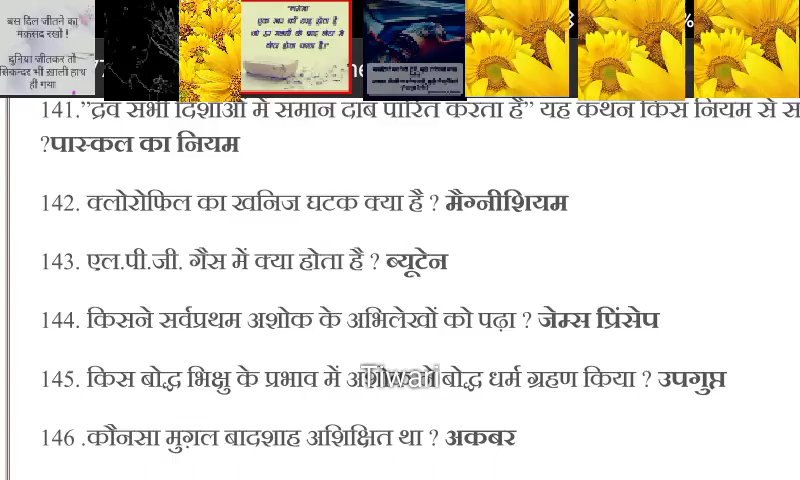 बस दिल जीतने का
मकसद रखो !
दुनिया जीतकर तो
सिकन्दर भी ख़ाली हाथ
ही गया
एक बार की
141."द्रव सभी दिशाओं में समान दाब पारित करता है" यह कथन किस नियम से
?पास्कल का नियम
142. क्लोरोफिल का खनिज घटक क्या है ? मैग्नीशियम
143. एल.पी.जी. गैस में क्या होता है ? ब्यूटेन
144. किसने सर्वप्रथम अशोक के अभिलेखों को पढ़ा ? जेम्स प्रिंसेप
145. किस बोद्ध भिक्षु के प्रभाव में अशोक ने बोद्ध धर्म ग्रहण किया ? उपगुप्त
Tiwari
146 .कौनसा मुग़ल बादशाह अशिक्षित था ? अकबर